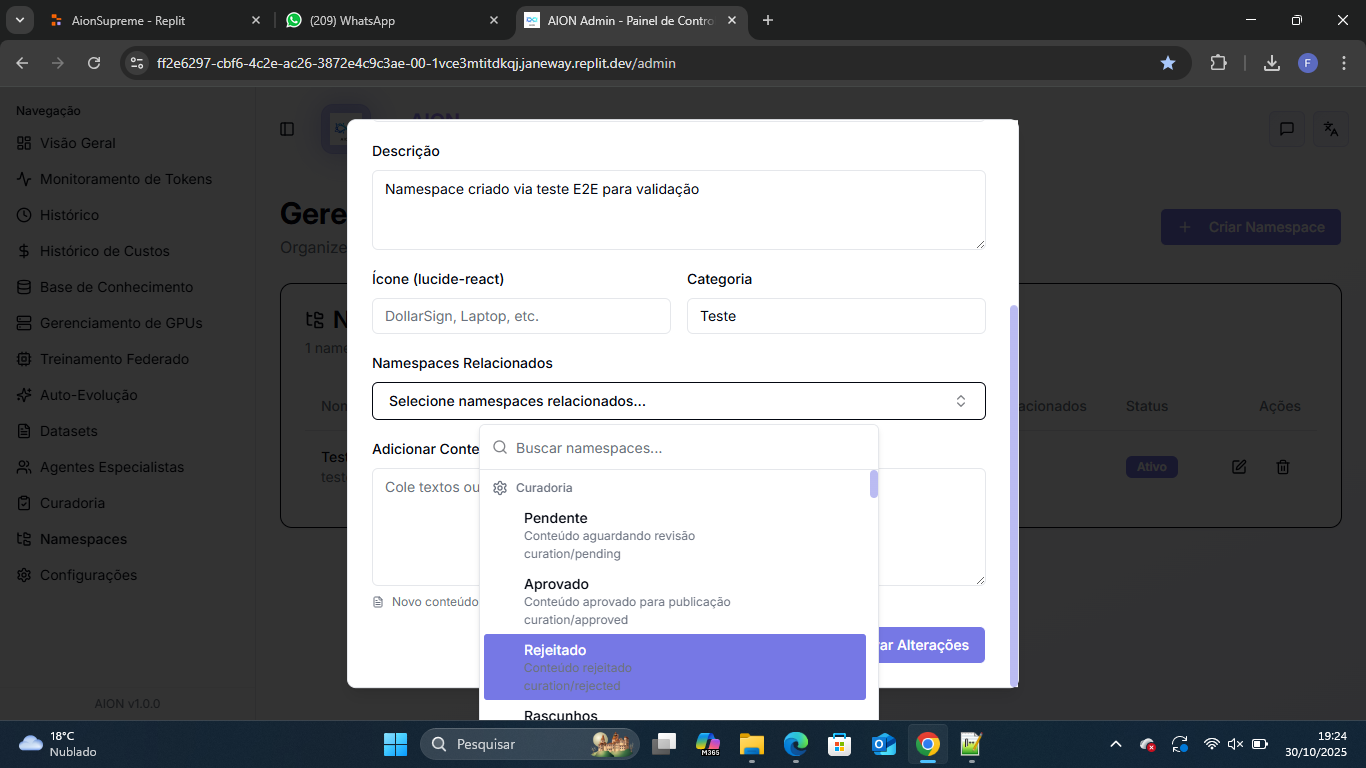 AionSupreme - Replit
(209) WhatsApp
AION Admin - Painel de Contro
ff2e6297-cbf6-4c2e-ac26-3872e4c9c3ae-00-1vce3mtitdkqj.janeway.replit.dev/admin
F
Navegação
Visão Geral
Monitoramento de Tokens
Histórico
Histórico de Custos
Base de Conhecimento
Gerenciamento de GPUs
Treinamento Federado
Auto-Evolução
Datasets
Agentes Especialistas
Curadoria
Namespaces
Configurações
AION v1.0.0
AION
Gere
Organize
Criar Namespace
N
1 name
Non
acionados
Status
Ações
Test
teste
Ativo
Descrição
Namespace criado via teste E2E para validação
Ícone (lucide-react)
Categoria
DollarSign, Laptop, etc.
Teste
Namespaces Relacionados
Selecione namespaces relacionados...
Adicionar Conte
Cole textos ou
Novo conteúdo
ar Alterações
Buscar namespaces...
Curadoria
Pendente
Conteúdo aguardando revisão
curation/pending
Aprovado
Conteúdo aprovado para publicação
curation/approved
Rejeitado
Conteúdo rejeitado
curation/rejected
Rascunhos
18°C
Nublado
Pesquisar
M365
19:24
30/10/2025